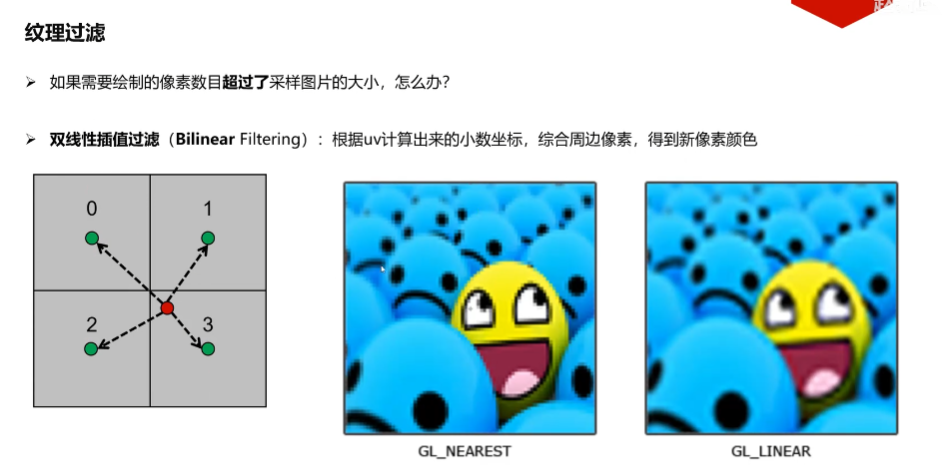 纹理过滤
➢ 如果需要绘制的像素数目超过了采样图片的大小，怎么办？
➢ 双线性插值过滤（Bilinear Filtering）：根据uv计算出来的小数坐标，综合周边像素，得到新像素颜色
0 1
2 3
GL_NEAREST GL_LINEAR